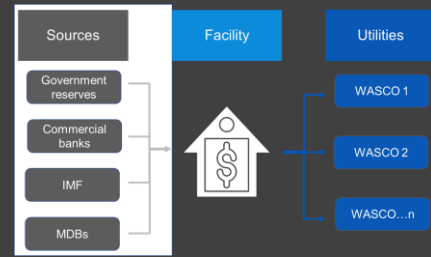 Sources
Facility
Utilities
Government
reserves
Commercial
banks
IMF
MDBs
$
WASCO 1
WASCO 2
WASCO...n